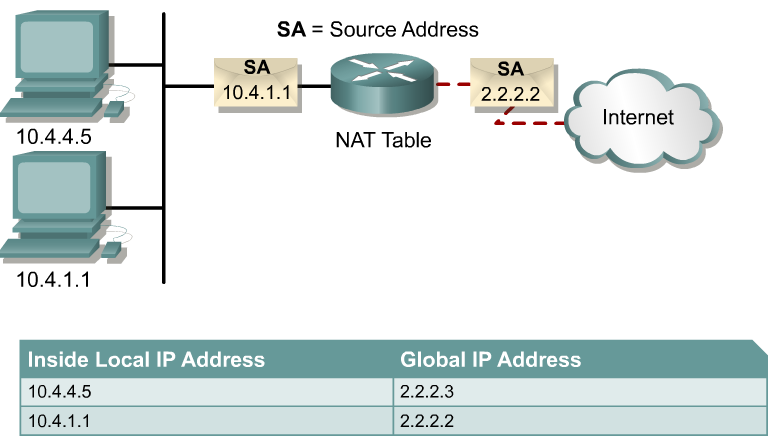 SA = Source Address
SA
10.4.1.1
SA
2.2.2.2
Internet
10.4.4.5
NAT Table
10.4.1.1
Inside Local IP Address Global IP Address
10.4.4.5 2.2.2.3
10.4.1.1 2.2.2.2